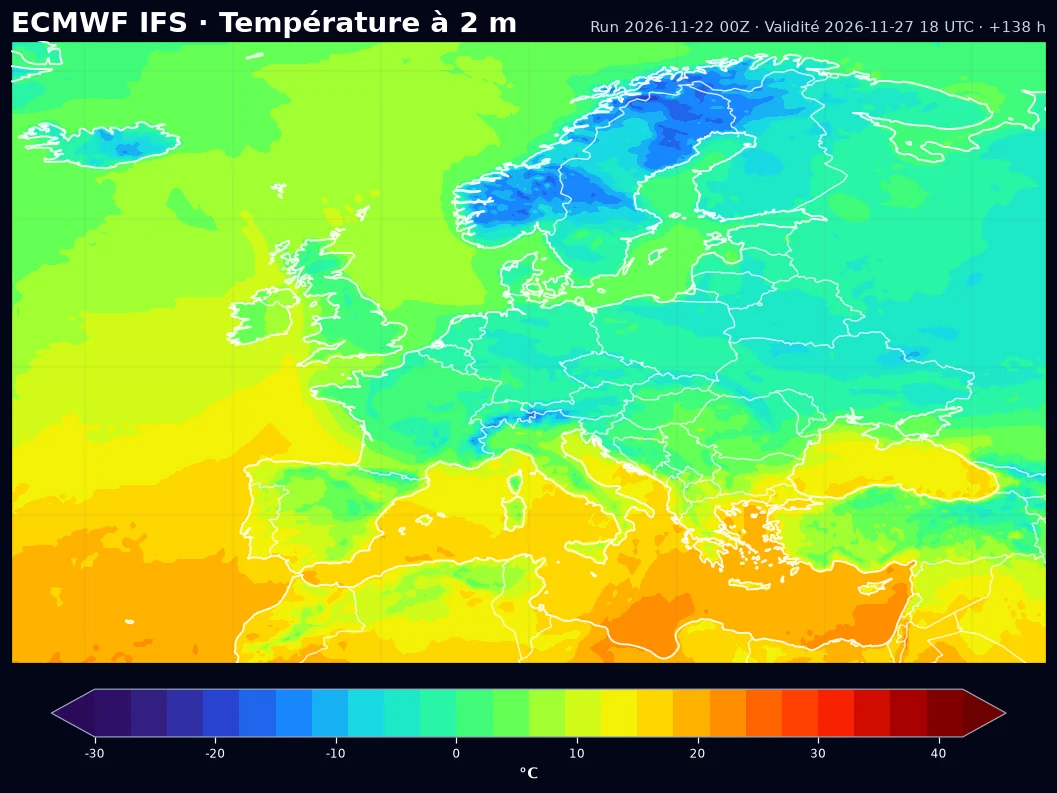 ECMWF IFS · Température à 2 m
Run 2026-11-22 00Z · Validité 2026-11-27 18 UTC · +138 h
-30 -20 -10 0 10 20 30 40
°C